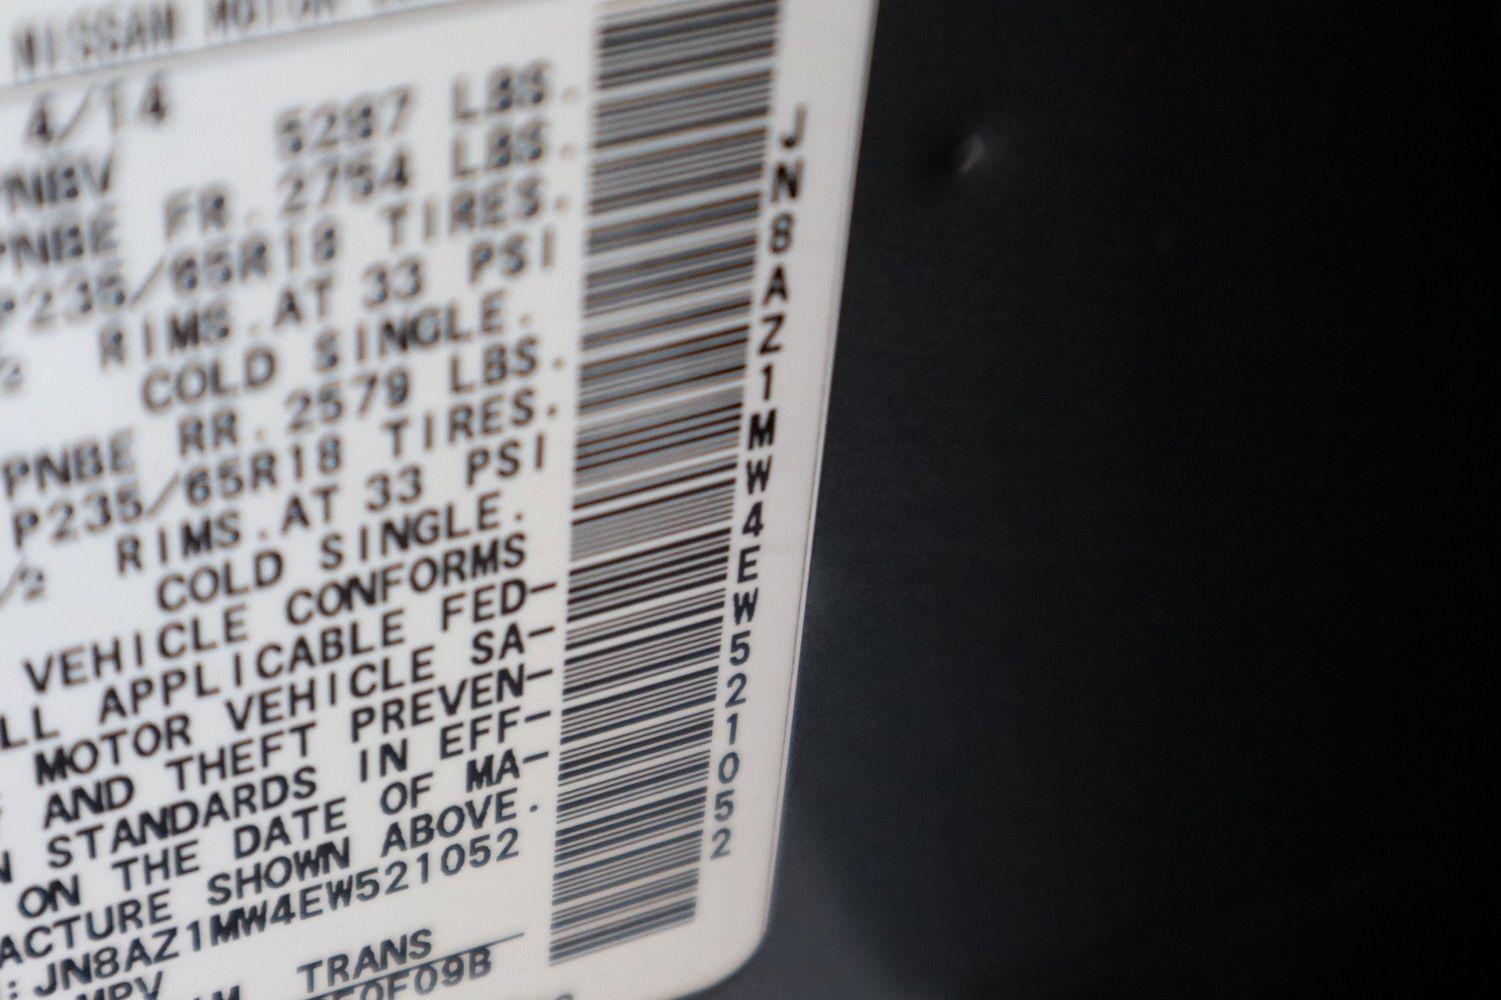 NISSAN MOTOR
4/14
PNBV 5287 LBS.
PNBE FR. 2754 LBS.
P235/65R18 TIRES.
RIMS.AT 33 PSI
COLD SINGLE.
PNBE RR. 2579 LBS.
P235/65R18 TIRES.
/2 RIMS.AT 33 PSI
COLD SINGLE.
VEHICLE CONFORMS
LL APPLICABLE FED-
MOTOR VEHICLE SA-
AND THEFT PREVEN-
N STANDARDS IN EFF-
ON THE DATE OF MA-
ACTURE SHOWN ABOVE.
:JN8AZ1MW4EW521052
MPV
TRANS
F09B
JN8AZ1MW4EW521052